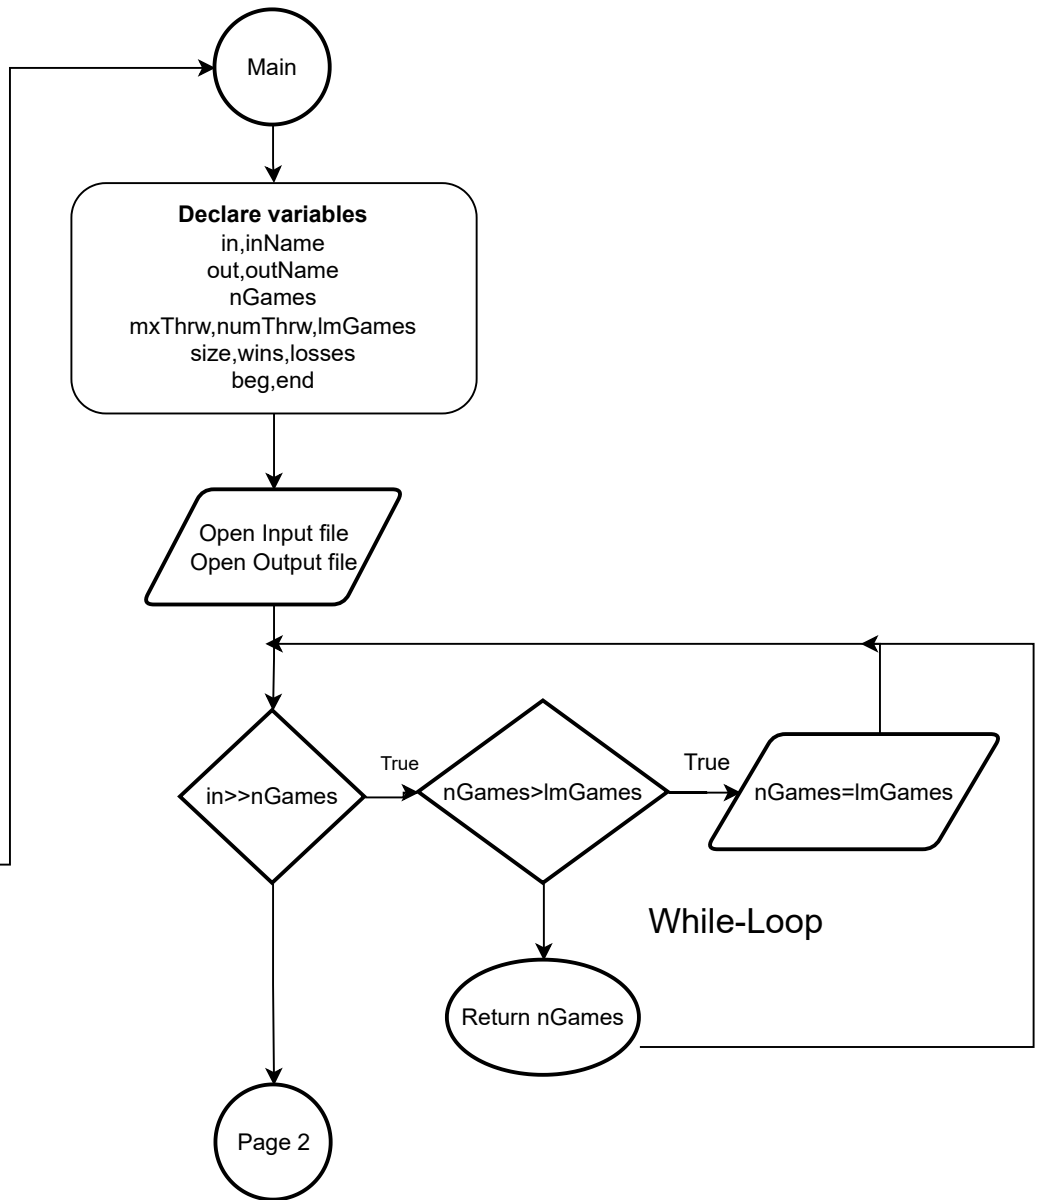 Main
Declare variables
in,inName
out,outName
nGames
mxThrw,numThrw,lmGames
size,wins,losses
beg,end
Open Input file
Open Output file
in>>nGames
True
nGames>lmGames
True
nGames=lmGames
While-Loop
Return nGames
Page 2